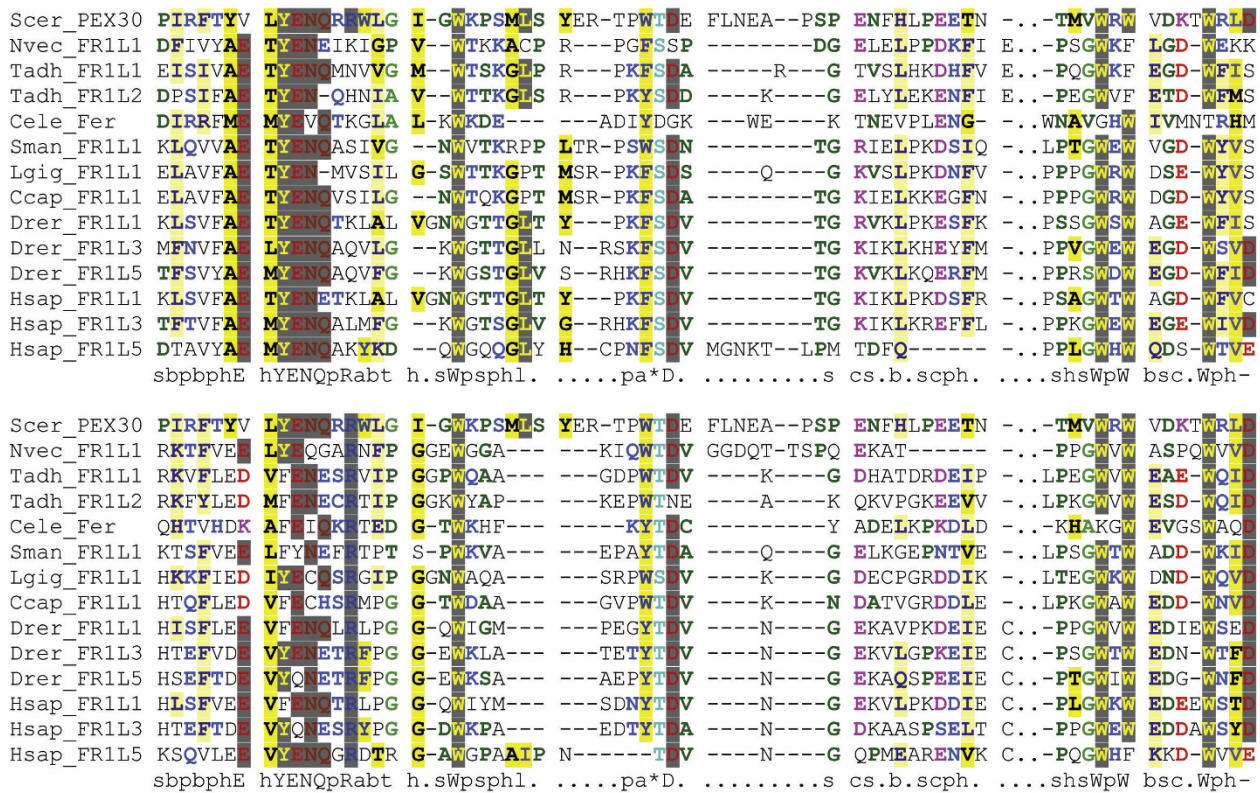 Scer_PEX30 PIRFTYV LYENQRRWLG I-GWKPSMLS YER-TPWTDE FLNEA--PSP ENFHLPEETN -..--TMVWRW VDKTWRLD
Nvec_FR1L1 DFIVYAE TYENEIKIGP V--WTKKACP R---PGFSSP -------DG ELELPPDKFI E..--PSGWKF LGD-WEKK
Tadh_FR1L1 EISIVAE TYENQMNVVG M--WTSKGLP R---PKFSDA ----R---G TVSLHKDHFV E..--PQGWKF EGD-WFIS
Tadh_FR1L2 DPSIFAE TYEN-QHNIA V--WTTKGLS R---PKYSDD ----K---G ELYLEKENFI E..--PEGWVF ETD-WFMS
Cele_Fer DIRRFME MYEVQTKGLA L-KWKDE--- --ADIYDGK ---WE---K TNEVPLENG- -..-WNAVGHW IVMNTRHM
Sman_FR1L1 KLQVVAE TYENQASIVG --NWVTKRPP LTR-PSWSDN -------TG RIELPKDSIQ -..-LPTGWEW VGD-WYVS
Lgig_FR1L1 ELAVFAE TYEN-MVSIL G-SWTTKGPT MSR-PKFSDS ----Q---G KVSLPKDNFV -..-PPPGWRW DSE-WYVS
Ccap_FR1L1 ELAVFAE TYENQVSILG --NWTQKGPT MSR-PKFSDA -------TG KIELKKEGFN -..-PPPGWRW DGD-WYVS
Drer_FR1L1 KLSVFAE TYENQTKLAL VGNWGTTGLT Y---PKFSDV -------TG RVKLPKESFK -..-PSSGWSW AGE-WFIS
Drer_FR1L3 MFNVFAE LYENQAQVLG --KWGTTGLL N--RSKFSDV -------TG KIKLKHEYFM -..-PPVGWEW EGD-WSVD
Drer_FR1L5 TFSVYAE MYENQAQVFG --KWGSTGLV S--RHKFSDV -------TG KVKLKQERFM -..-PPRSWDW EGD-WFID
Hsap_FR1L1 KLSVFAE TYENETKLAL VGNWGTTGLT Y---PKFSDV -------TG KIKLPKDSFR -..-PSAGWTW AGD-WFVC
Hsap_FR1L3 TFTVFAE MYENQALMFG --KWGTSGLV G--RHKFSDV -------TG KIKLKREFFL -..-PPKGWEW EGE-WIVD
Hsap_FR1L5 DTAVYAE MYENQAKYKD --QWGQQGLY H--CPNFSDV MGNKT--LPM TDFQ------ -..-PPLGWHW QDS-WTVE
sbpbphE hYENQpRabt h.sWpsphl. .....pa*D. .........s cs.b.scph. ....shsWpW bsc.Wph-
Scer_PEX30 PIRFTYV LYENQRRWLG I-GWKPSMLS YER-TPWTDE FLNEA--PSP ENFHLPEETN -..--TMVWRW VDKTWRLD
Nvec_FR1L1 RKTFVEE LYEQGARNFP GGEWGGA--- ---KIQWTDV GGDQT-TSPQ EKAT------ -..--PPGWVW ASPQWVVD
Tadh_FR1L1 RKVFLED VFENESRVIP GGPWQAA--- ---GDPWTDK ----K---G DHATDRDEIP -..-LPEGWVW EAE-WQID
Tadh_FR1L2 RKFYLED MFENECRIIP GGKWYAP--- ---KEPWTNE ----A---K QKVPGKEEVV -..-LPKGWVW ESD-WQID
Cele_Fer QHTVHDK AFEIQKRTED G-TWKHF--- -----KYTDC --------Y ADELKPKDLD -..--KHAKGW EVGSWAQD
Sman_FR1L1 KTSFVEE LFYNEFRTPT S-PWKVA--- ---EPAYTDA ----Q---G ELKGEPNTVE -..-LPSGWTW ADD-WKID
Lgig_FR1L1 HKKFIED IYECQSRGIP GGNWAQA--- ---SRPWSDV ----K---G DECPGRDDIK -..-LTEGWKW DND-WQVD
Ccap_FR1L1 HTQFLED VFECHSRMPG G-TWDAA--- ---GVPWTDV ----K---N DATVGRDDLE -..-LPKGWAW EDD-WNVD
Drer_FR1L1 HISFLEE VFENQLRLPG G-QWIGM--- ---PEGYTDV ----N---G EKAVPKDEIE C..--PPGWVW EDIEWSED
Drer_FR1L3 HTEFVDE VYENETRFPG G-EWKLA--- ---TETYTDA ----N---G EKVLGPKEIE C..--PSGWTW EDN-WTFD
Drer_FR1L5 HSEFTDE VYQNETRFPG G-EWKSA--- ---AEPYTDV ----N---G EKAQSPEEIE C..--PTGWIW EDG-WNFD
Hsap_FR1L1 HLSFVEE VFENQTRLPG G-QWIYM--- ---SDNYTDV ----N---G EKVLPKDDIE C..--PLGWKW EDEEWSTD
Hsap_FR1L3 HTEFTDE VYQNESRYPG G-DWKPA--- ---EDTYTDA ----N---G DKAASPSELT C..--PPGWEW EDDAWSYD
Hsap_FR1L5 KSQVLEE VYENQGRDTR G-AWGPAAIP N-----TDV ----N---G QPMEARENVK C..--PQGWHF KKD-WVVE
sbpbphE hYENQpRabt h.sWpsphl. .....pa*D. .........s cs.b.scph. ....shsWpW bsc.Wph-